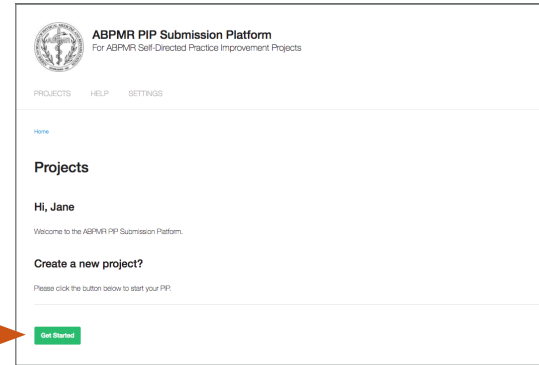 ABPMR PIP Submission Platform
For ABPMR Self-Directed Practice Improvement Projects
PROJECTS HELP SETTINGS
Home
Projects
Hi, Jane
Welcome to the ABPMR PIP Submission Platform.
Create a new project?
Please click the button below to start your PIP.
Get Started